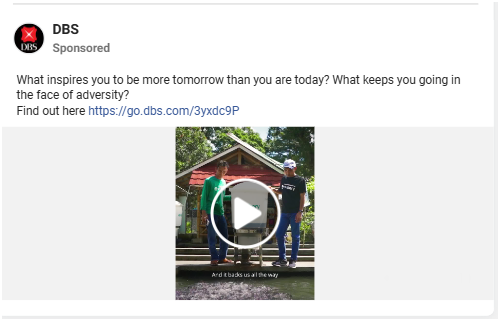 DBS
DBS
Sponsored
What inspires you to be more tomorrow than you are today? What keeps you going in
the face of adversity?
Find out here https://go.dbs.com/3yxdc9P
And it backs us all the way